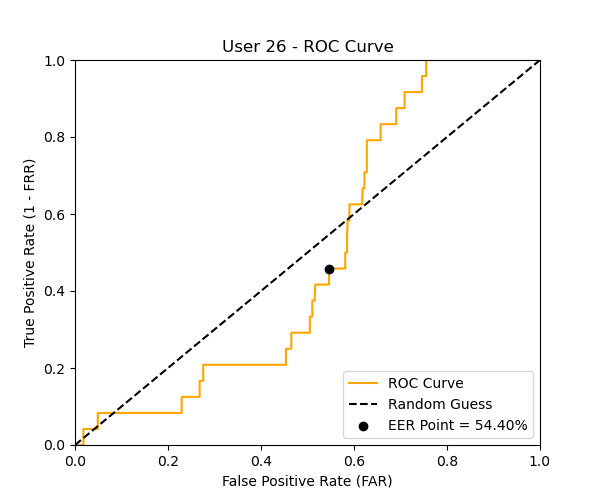 User 26 - ROC Curve
True Positive Rate (1 - FRR)
1.0
0.8
0.6
0.4
0.2
0.0
0.0 0.2 0.4 0.6 0.8 1.0
False Positive Rate (FAR)
ROC Curve
Random Guess
EER Point = 54.40%